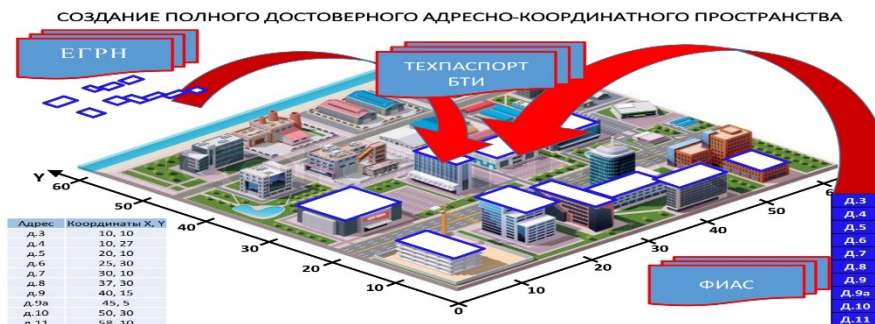 СОЗДАНИЕ ПОЛНОГО ДОСТОВЕРНОГО АДРЕСНО-КООРДИНАТНОГО ПРОСТРАНСТВА
ЕГРН
ТЕХПАСПОРТ
БТИ
Y
60
50
40
30
20
10
0
10
20
30
40
50
Адрес Координаты X, Y
д.3 10, 10
д.4 10, 27
д.5 20, 10
д.6 25, 30
д.7 30, 10
д.8 37, 30
д.9 40, 15
д.9а 45, 5
д.10 50, 30
д.11 58, 10
ФИАС
Д.3
Д.4
Д.5
Д.6
Д.7
Д.8
Д.9
Д.9а
Д.10
Д.11